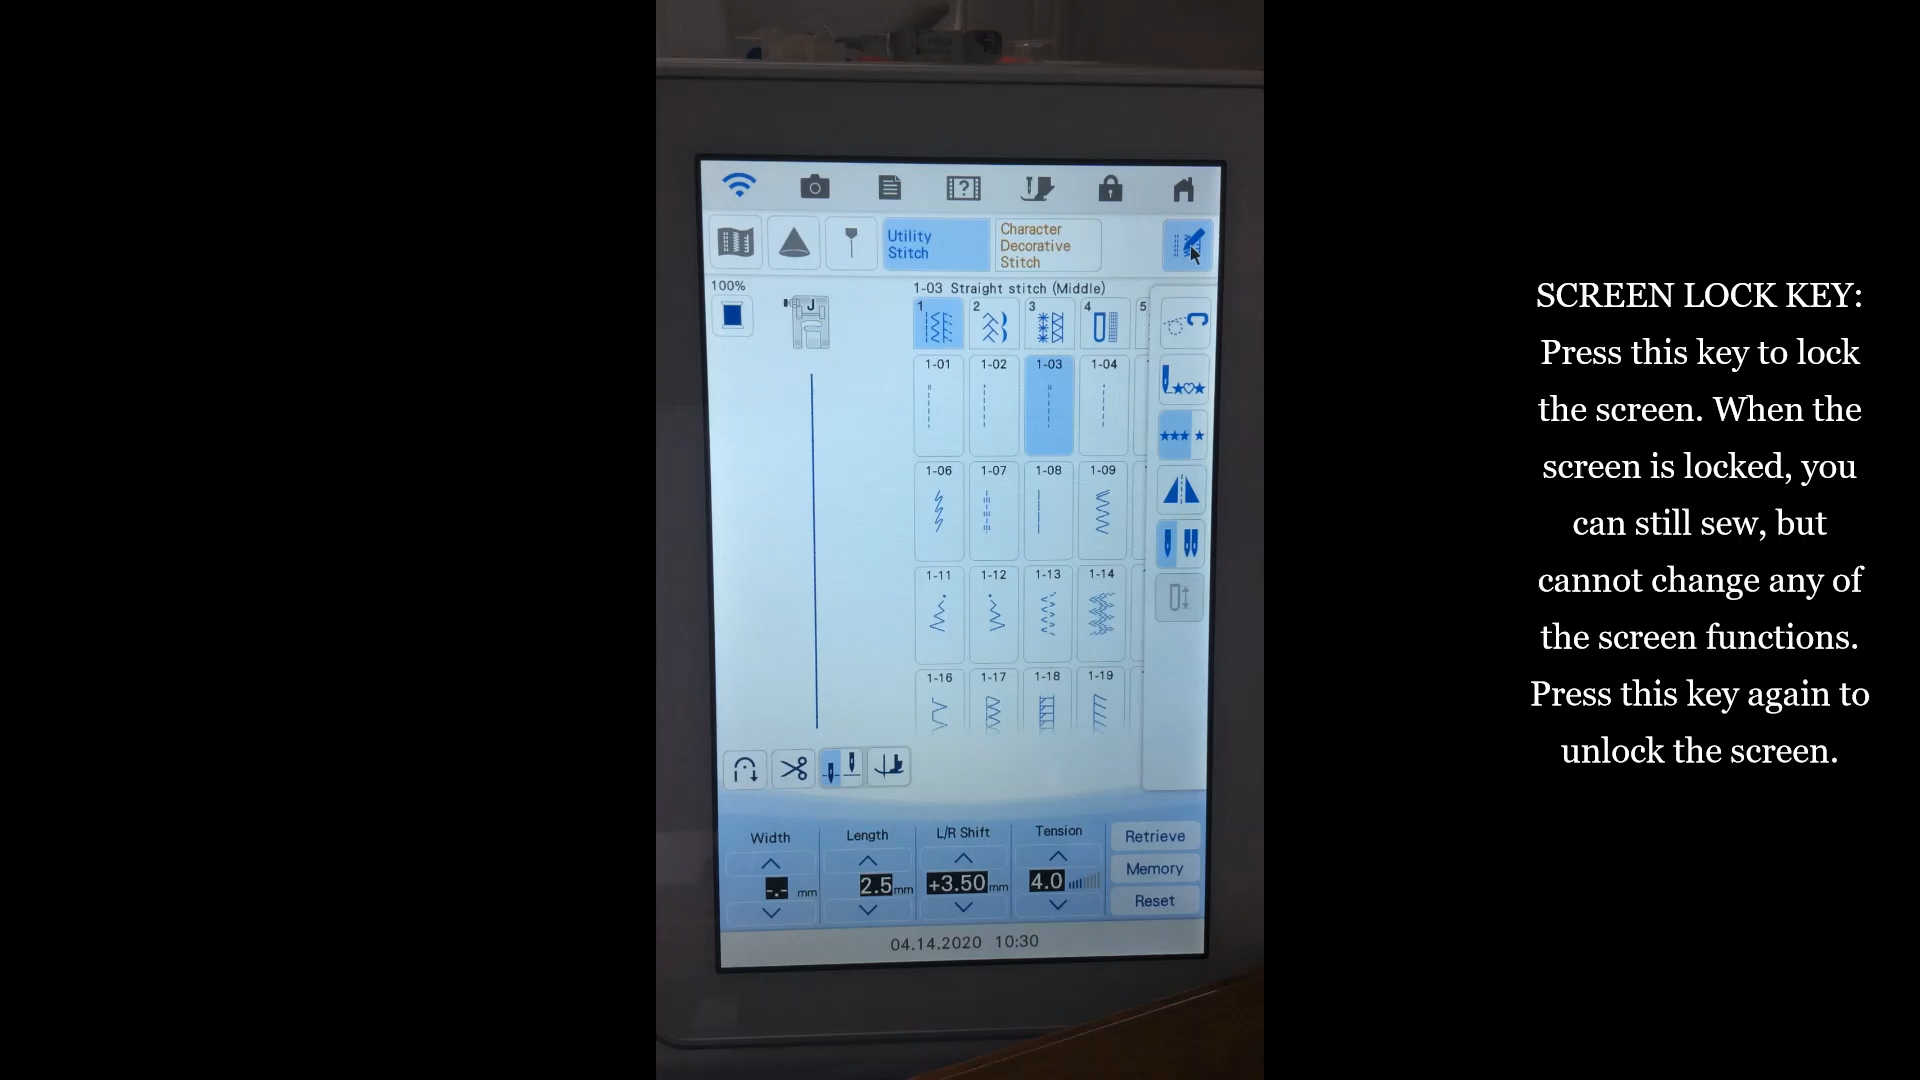 Utility
Stitch
Character
Decorative
Stitch
100%
J
1-03 Straight stitch (Middle)
1
2
3
4
5
1-01
1-02
1-03
1-04
1-06
1-07
1-08
1-09
1-11
1-12
1-13
1-14
1-16
1-17
1-18
1-19
Width
Length
L/R Shift
Tension
-.- mm
2.5 mm
+3.50 mm
4.0
Retrieve
Memory
Reset
04.14.2020 10:30
SCREEN LOCK KEY:
Press this key to lock
the screen. When the
screen is locked, you
can still sew, but
cannot change any of
the screen functions.
Press this key again to
unlock the screen.